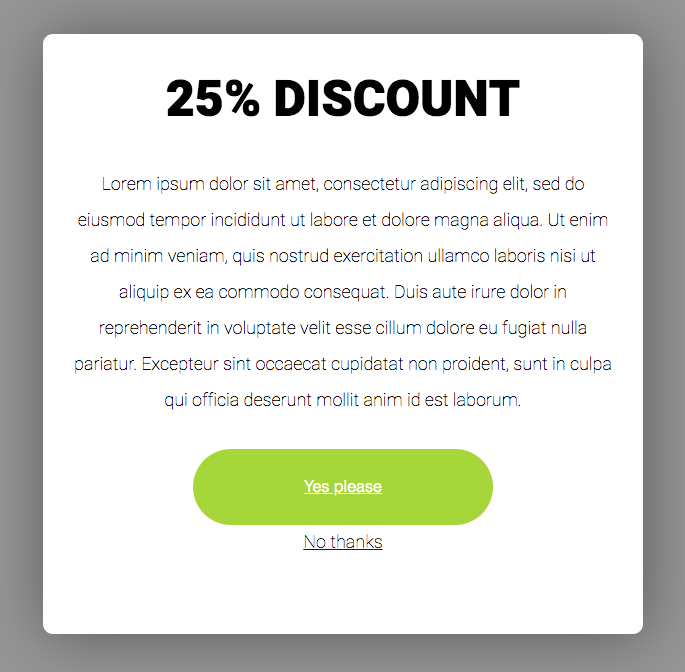 25% DISCOUNT
Lorem ipsum dolor sit amet, consectetur adipiscing elit, sed do
eiusmod tempor incididunt ut labore et dolore magna aliqua. Ut enim
ad minim veniam, quis nostrud exercitation ullamco laboris nisi ut
aliquip ex ea commodo consequat. Duis aute irure dolor in
reprehenderit in voluptate velit esse cillum dolore eu fugiat nulla
pariatur. Excepteur sint occaecat cupidatat non proident, sunt in culpa
qui officia deserunt mollit anim id est laborum.
Yes please
No thanks